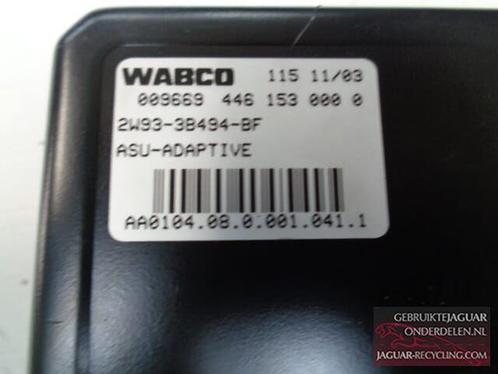 WABCO 115 11/03
009669 446 153 000 0
2W93-3B494-BF
ASU-ADAPTIVE
AA0104.08.0.001.041.1
GEBRUIKTEJAGUAR
ONDERDELEN.NL
JAGUAR-RECYCLING.COM